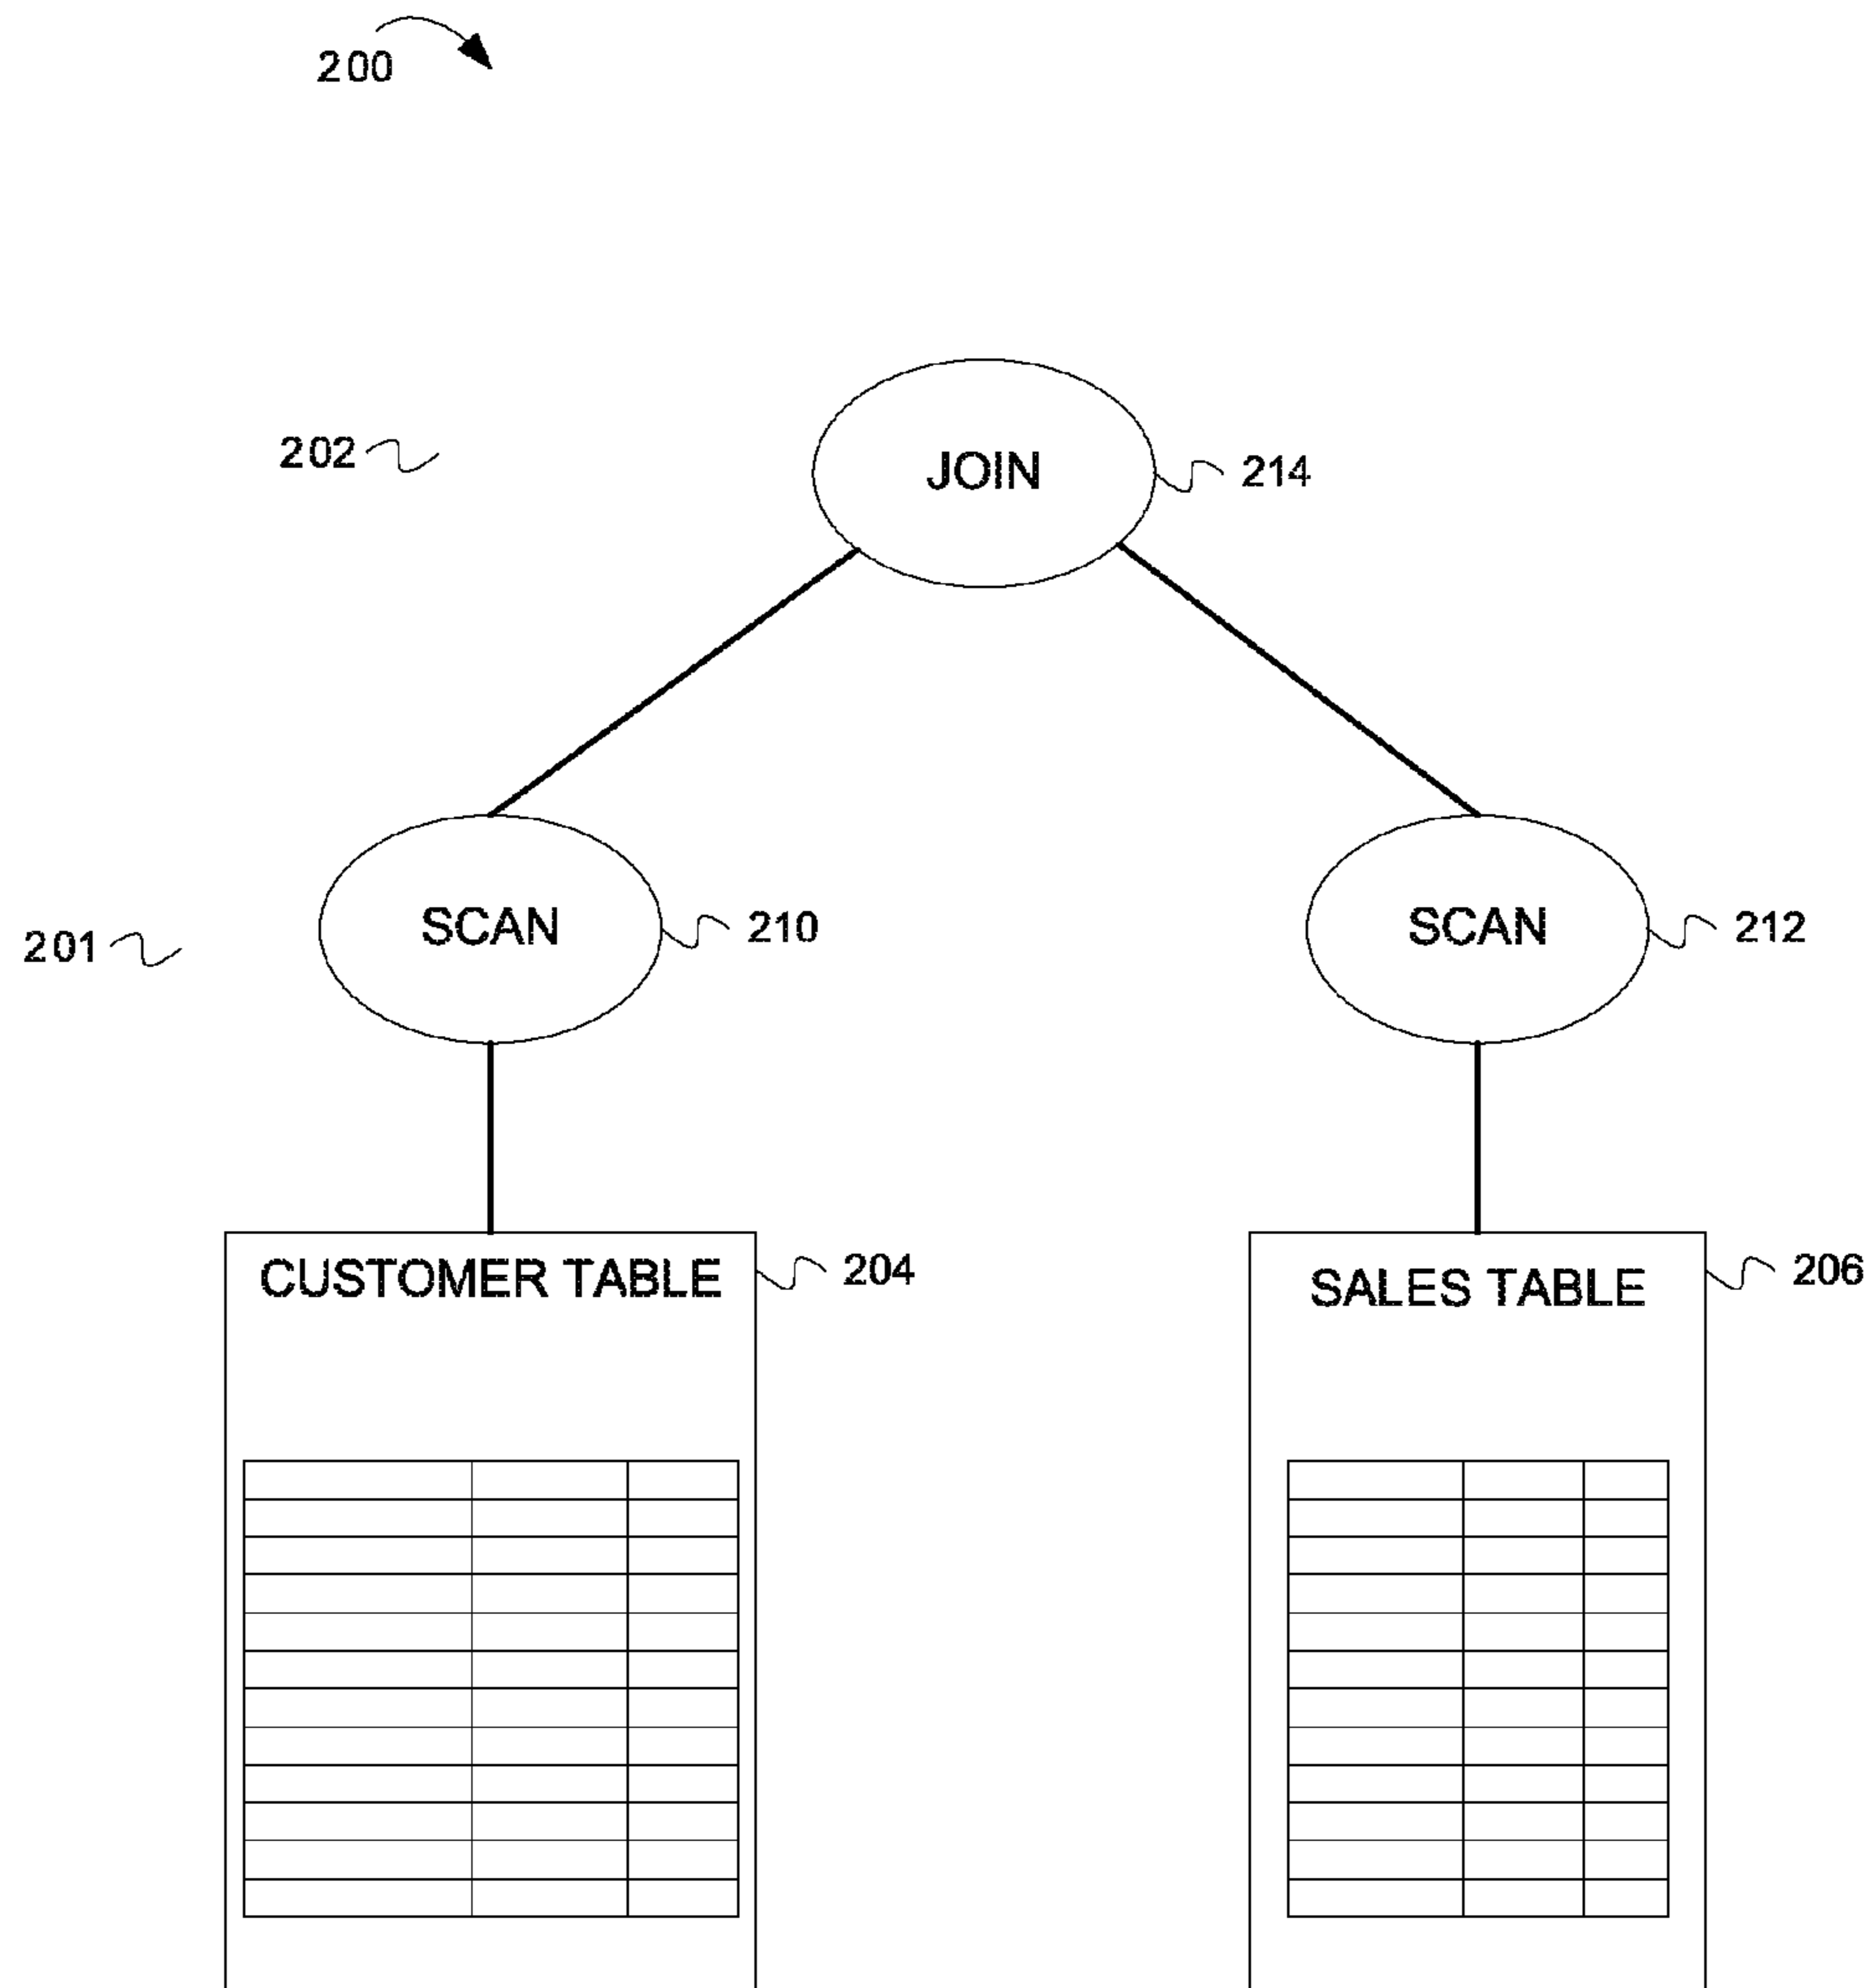 200
202
JOIN
214
SCAN
210
SCAN
212
201
CUSTOMER TABLE
204
SALES TABLE
206